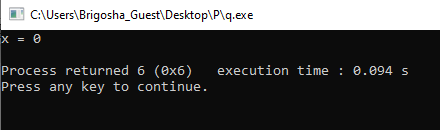 C:\Users\Brigosha_Guest\Desktop\P\q.exe
x = 0
Process returned 6 (0x6)   execution time : 0.094 s
Press any key to continue.